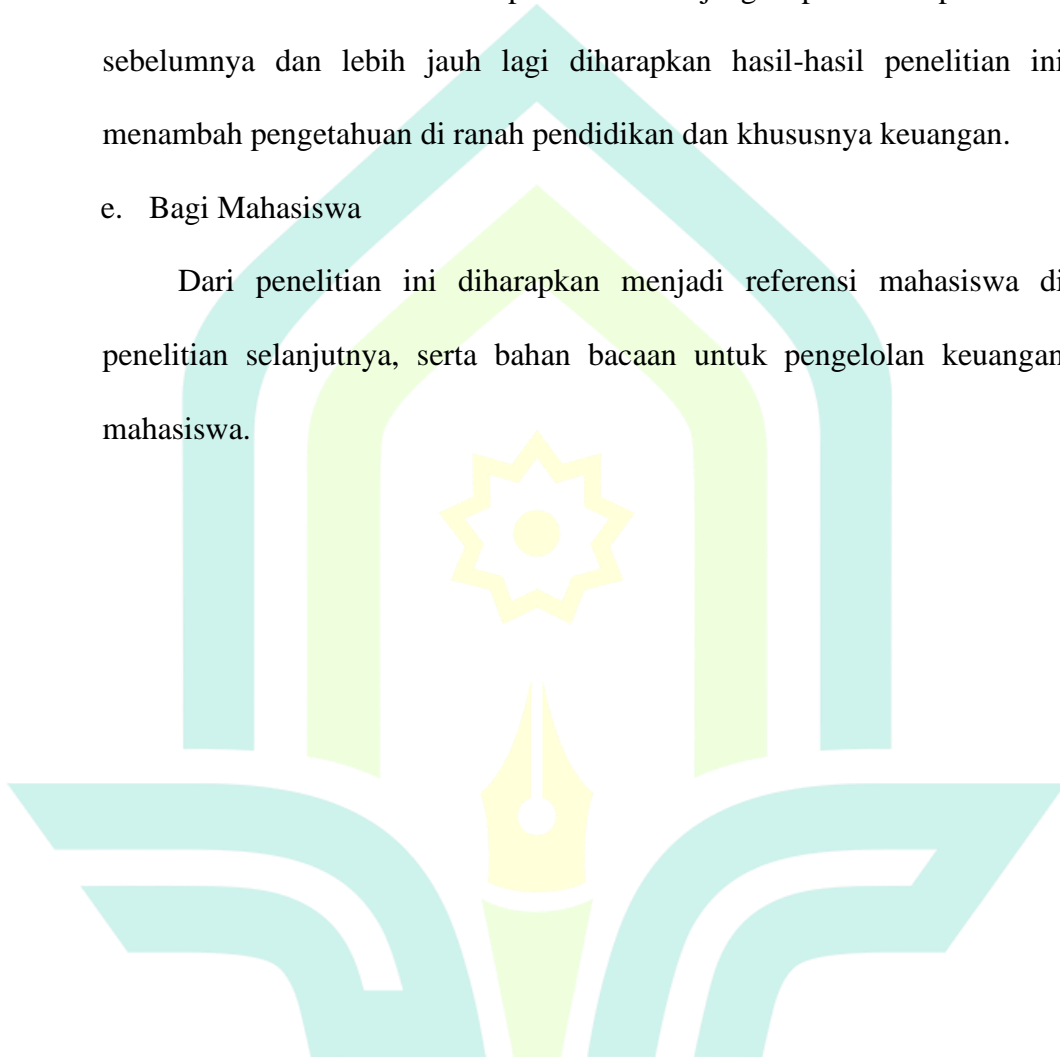 sebelumnya dan lebih jauh lagi diharapkan hasil-hasil penelitian ini
menambah pengetahuan di ranah pendidikan dan khususnya keuangan.
e. Bagi Mahasiswa
Dari penelitian ini diharapkan menjadi referensi mahasiswa di
penelitian selanjutnya, serta bahan bacaan untuk pengelolan keuangan
mahasiswa.